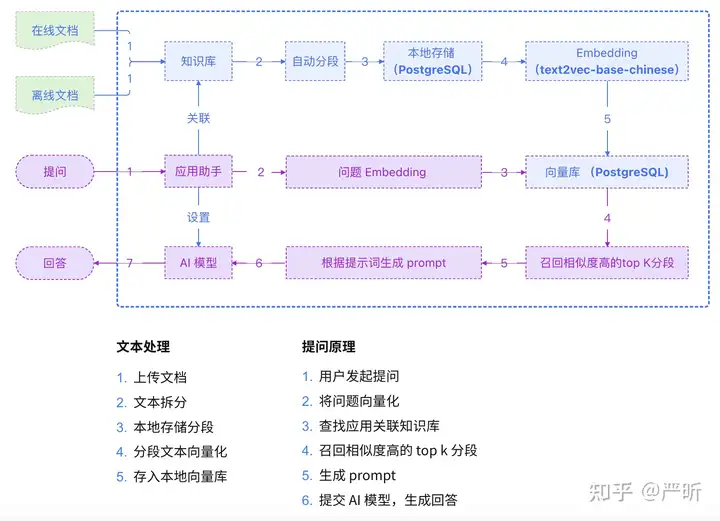 在线文档
离线文档
1
1
知识库
2
自动分段
3
本地存储
（PostgreSQL）
4
Embedding
（text2vec-base-chinese）
关联
5
提问
1
应用助手
2
问题 Embedding
3
向量库 （PostgreSQL）
设置
4
回答
7
AI 模型
6
根据提示词生成 prompt
5
召回相似度高的top K分段
文本处理
1. 上传文档
2. 文本拆分
3. 本地存储分段
4. 分段文本向量化
5. 存入本地向量库
提问原理
1. 用户发起提问
2. 将问题向量化
3. 查找应用关联知识库
4. 召回相似度高的 top k 分段
5. 生成 prompt
6. 提交 AI 模型，生成回答
知乎 @严昕